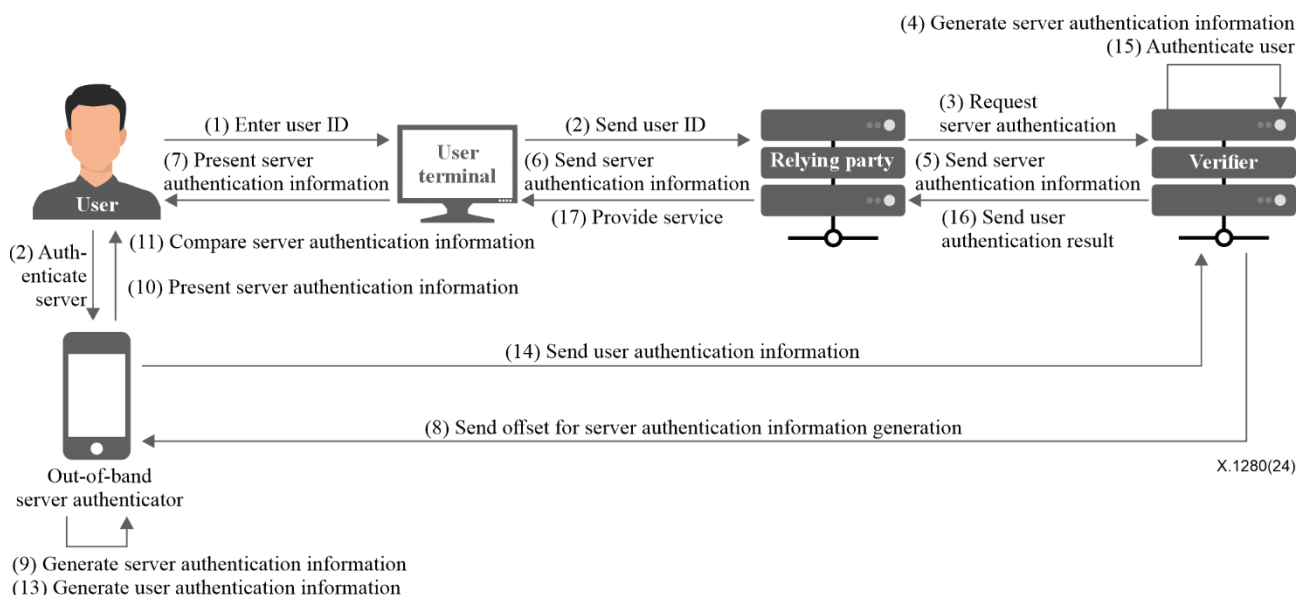 (4) Generate server authentication information
(15) Authenticate user
(1) Enter user ID
(2) Send user ID
(3) Request
server authentication
(7) Present server
authentication information
User
terminal
(6) Send server
authentication information
Relying party
(5) Send server
authentication information
Verifier
User
(17) Provide service
(16) Send user
authentication result
(2) Auth-
enticate
server
(11) Compare server authentication information
(10) Present server authentication information
(14) Send user authentication information
(8) Send offset for server authentication information generation
X.1280(24)
Out-of-band
server authenticator
(9) Generate server authentication information
(13) Generate user authentication information